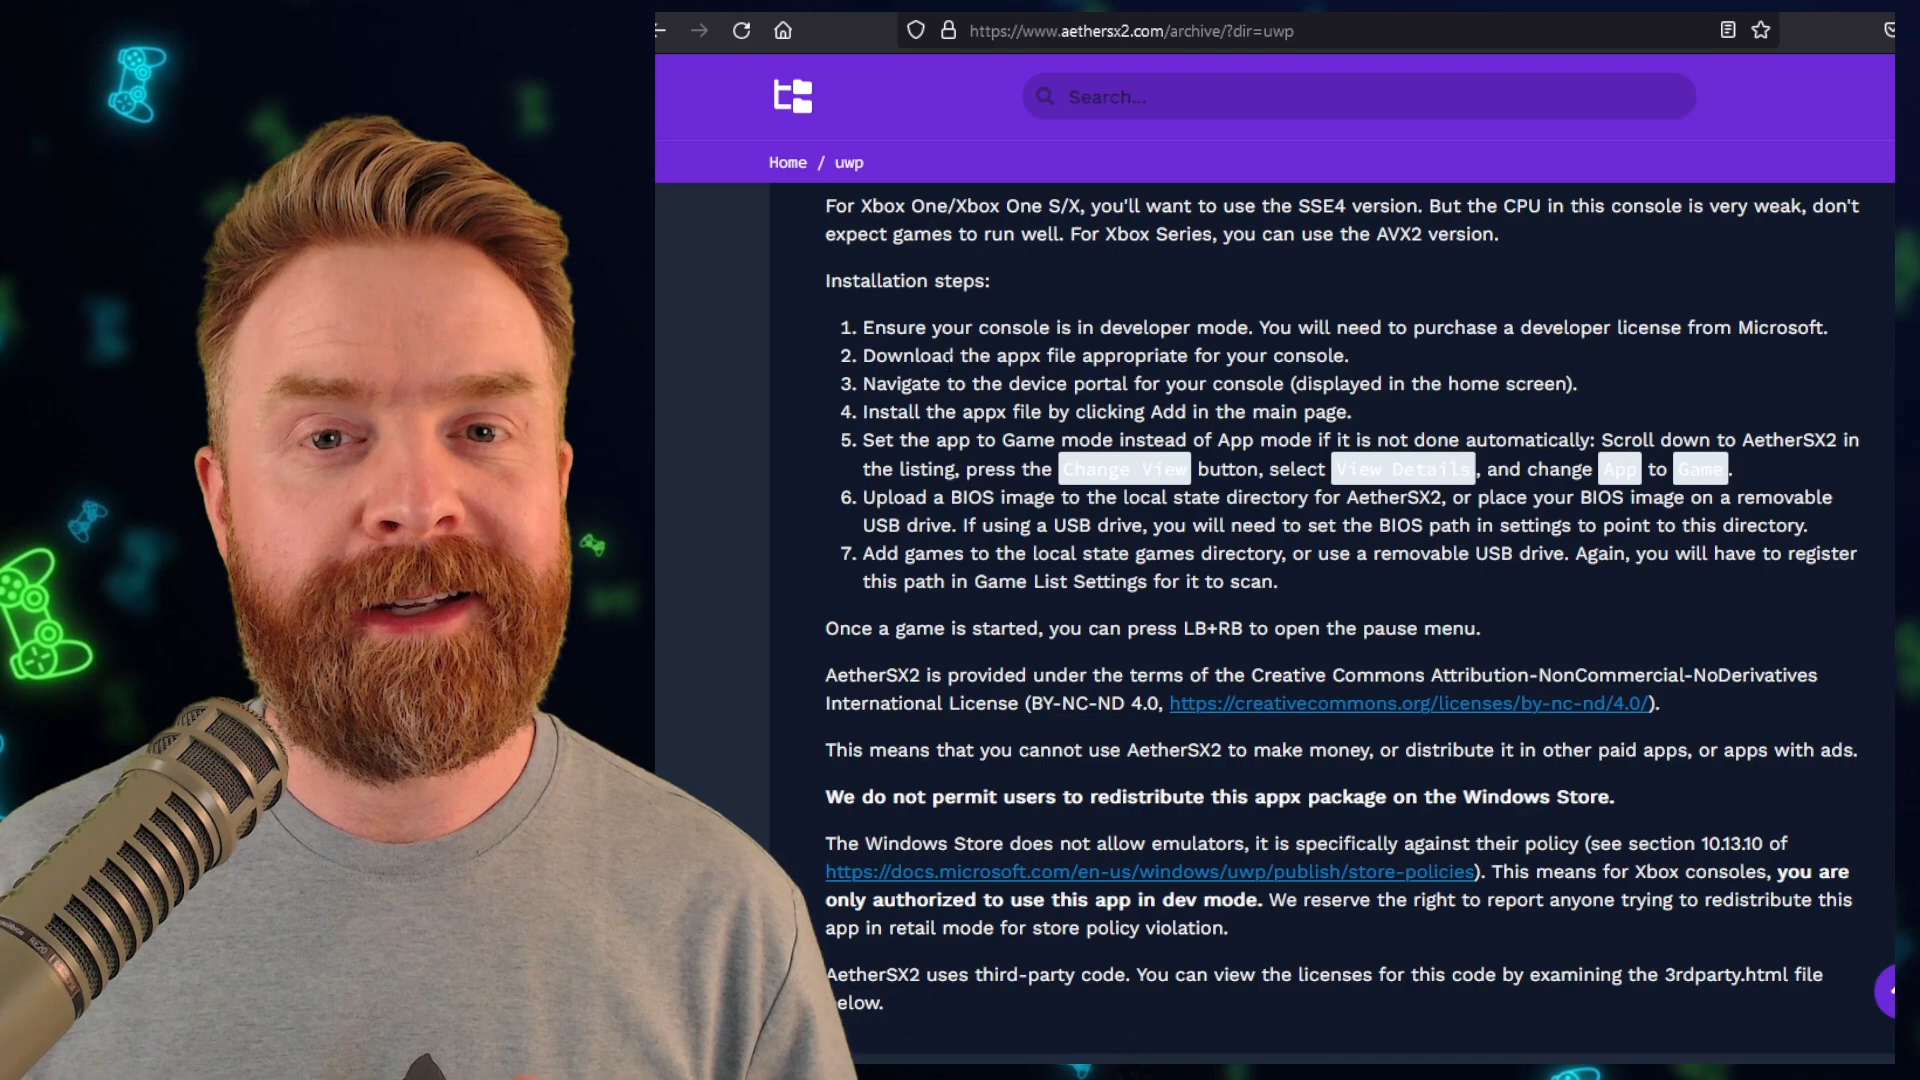 https://www.aethersx2.com/archive/?dir=uwp
Search...
Home / uwp
For Xbox One/Xbox One S/X, you'll want to use the SSE4 version. But the CPU in this console is very weak, don't
expect games to run well. For Xbox Series, you can use the AVX2 version.
Installation steps:
1. Ensure your console is in developer mode. You will need to purchase a developer license from Microsoft.
2. Download the appx file appropriate for your console.
3. Navigate to the device portal for your console (displayed in the home screen).
4. Install the appx file by clicking Add in the main page.
5. Set the app to Game mode instead of App mode if it is not done automatically: Scroll down to AetherSX2 in
the listing, press the Change View button, select View Details, and change App to Game.
6. Upload a BIOS image to the local state directory for AetherSX2, or place your BIOS image on a removable
USB drive. If using a USB drive, you will need to set the BIOS path in settings to point to this directory.
7. Add games to the local state games directory, or use a removable USB drive. Again, you will have to register
this path in Game List Settings for it to scan.
Once a game is started, you can press LB+RB to open the pause menu.
AetherSX2 is provided under the terms of the Creative Commons Attribution-NonCommercial-NoDerivatives
International License (BY-NC-ND 4.0, https://creativecommons.org/licenses/by-nc-nd/4.0/).
This means that you cannot use AetherSX2 to make money, or distribute it in other paid apps, or apps with ads.
We do not permit users to redistribute this appx package on the Windows Store.
The Windows Store does not allow emulators, it is specifically against their policy (see section 10.13.10 of
https://docs.microsoft.com/en-us/windows/uwp/publish/store-policies). This means for Xbox consoles, you are
only authorized to use this app in dev mode. We reserve the right to report anyone trying to redistribute this
app in retail mode for store policy violation.
AetherSX2 uses third-party code. You can view the licenses for this code by examining the 3rdparty.html file
elow.